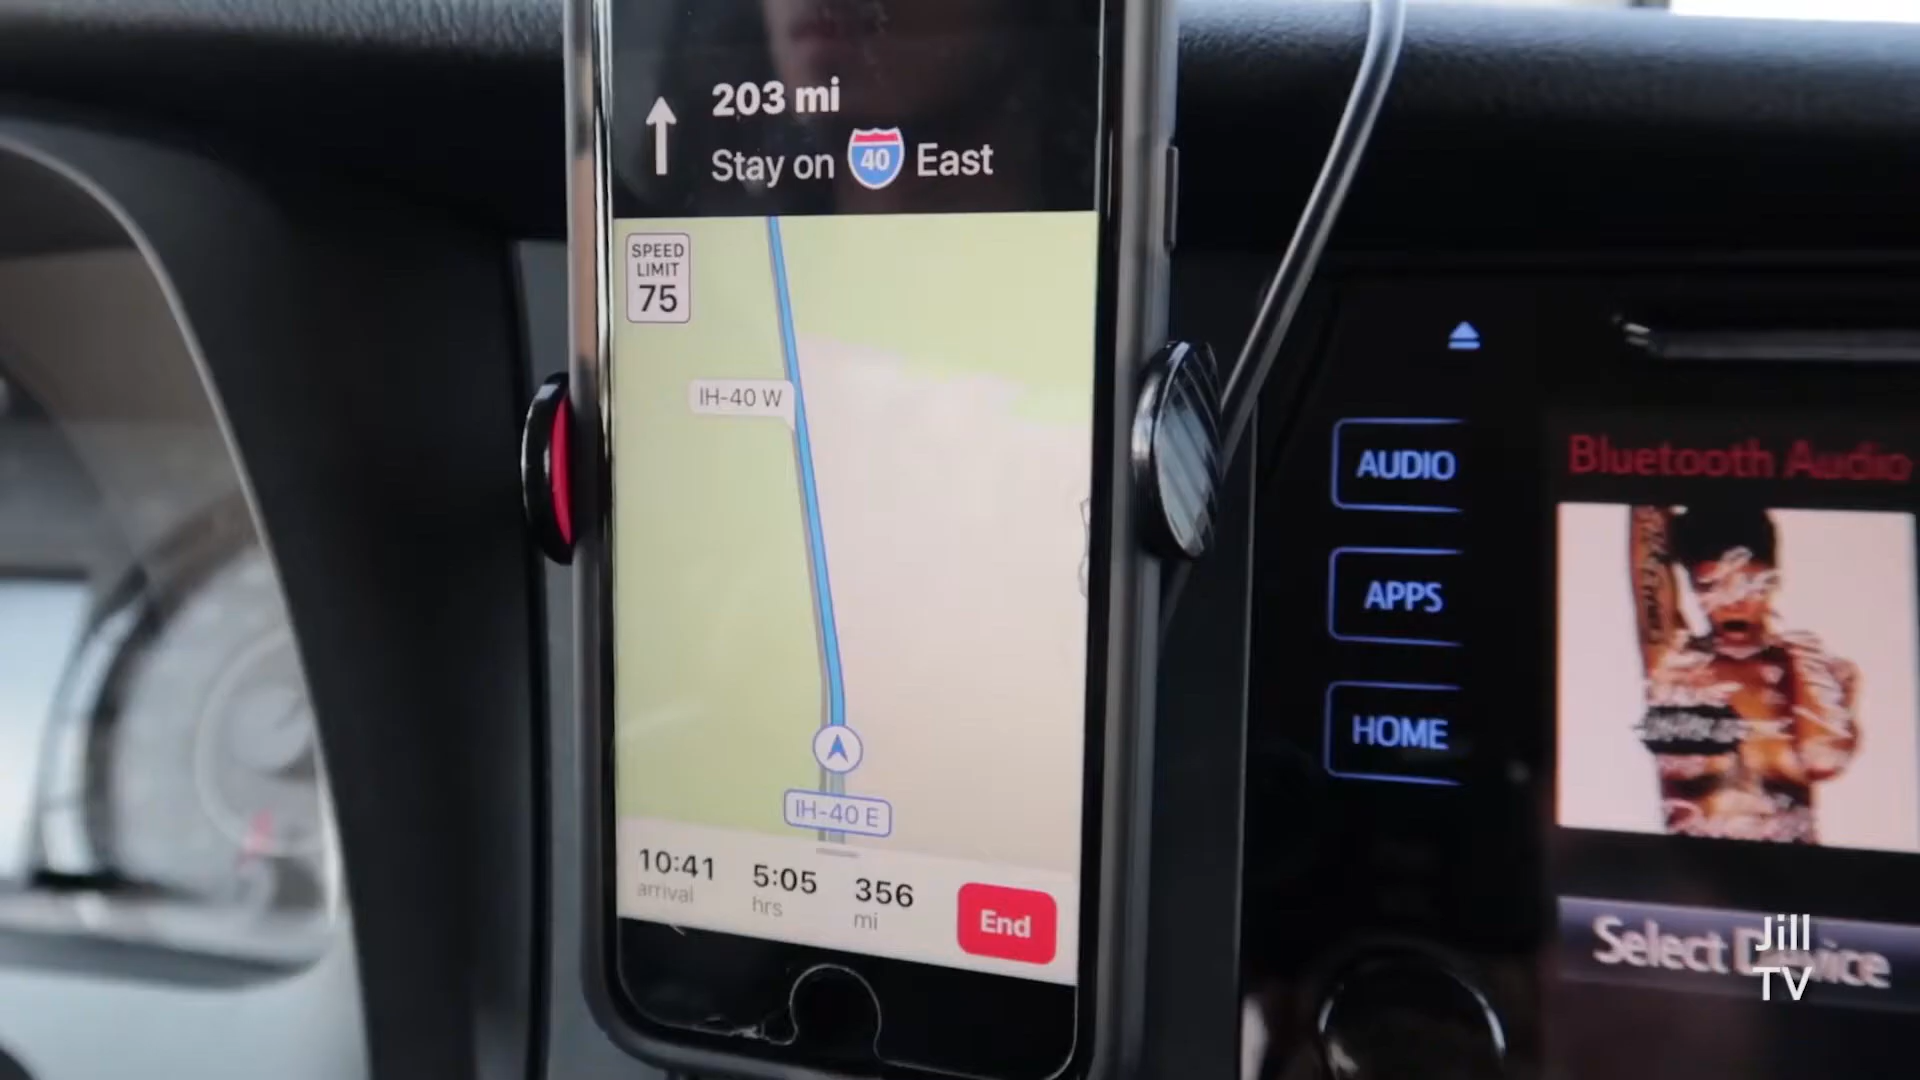 203 mi
Stay on 40 East
SPEED
LIMIT
75
IH-40 W
IH-40 E
10:41
arrival
5:05
hrs
356
mi
End
AUDIO
APPS
HOME
Bluetooth Audio
Select Device
Jill
TV